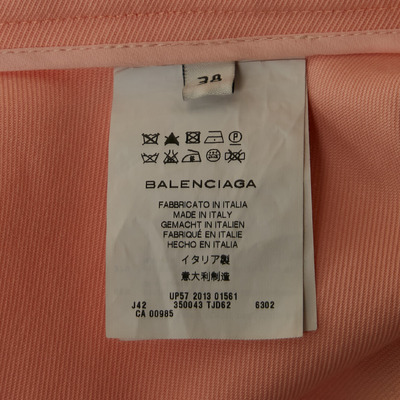 38
P
BALENCIAGA
FABBRICATO IN ITALIA
MADE IN ITALY
GEMACHT IN ITALIEN
FABRIQUÉ EN ITALIE
HECHO EN ITALIA
イタリア製
意大利制造
UP57 2013 01561
J42 350043 TJD62 6302
CA 00985